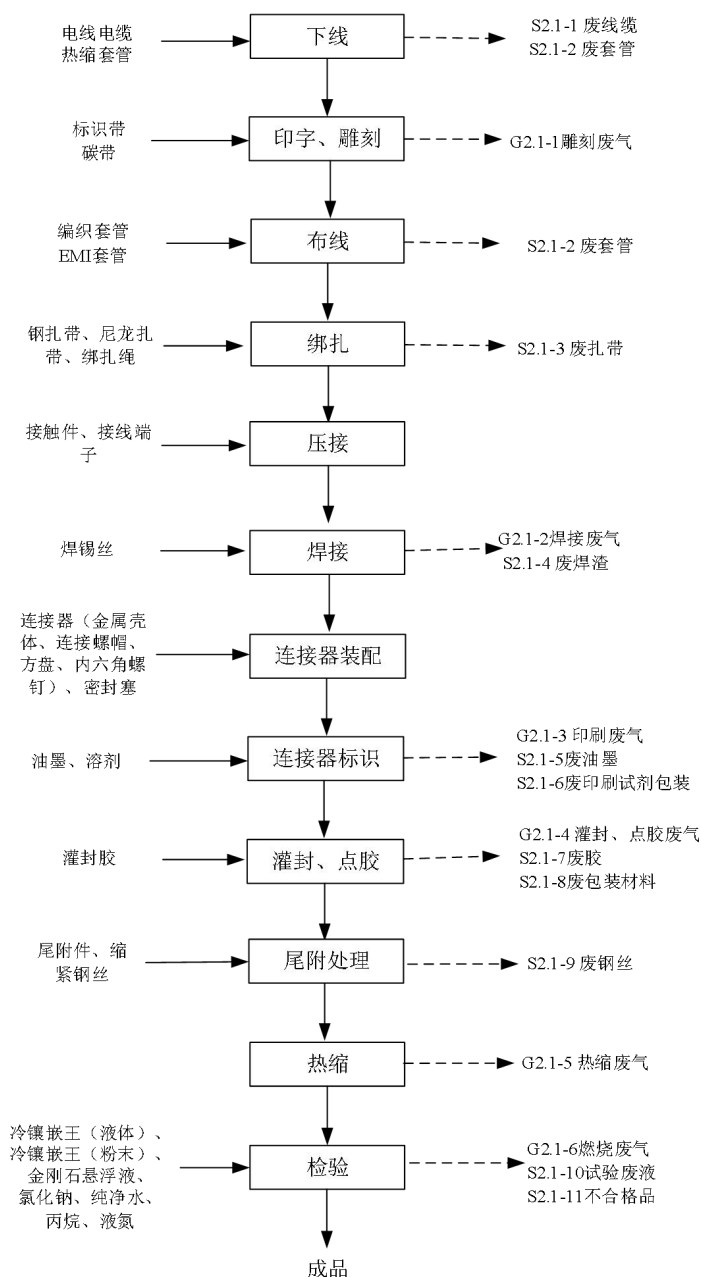 电线电缆
热缩套管
下线
S2.1-1 废线缆
S2.1-2 废套管
标识带
碳带
印字、雕刻
G2.1-1雕刻废气
编织套管
EMI套管
布线
S2.1-2 废套管
钢扎带、尼龙扎
带、绑扎绳
绑扎
S2.1-3 废扎带
接触件、接线端
子
压接
焊锡丝
焊接
G2.1-2焊接废气
S2.1-4 废焊渣
连接器（金属壳
体、连接螺帽、
方盘、内六角螺
钉）、密封塞
连接器装配
油墨、溶剂
连接器标识
G2.1-3 印刷废气
S2.1-5废油墨
S2.1-6废印刷试剂包装
灌封胶
灌封、点胶
G2.1-4 灌封、点胶废气
S2.1-7废胶
S2.1-8废包装材料
尾附件、缩
紧钢丝
尾附处理
S2.1-9 废钢丝
热缩
G2.1-5 热缩废气
冷镶嵌王（液体）、
冷镶嵌王（粉末）、
金刚石悬浮液、
氯化钠、纯净水、
丙烷、液氮
检验
G2.1-6燃烧废气
S2.1-10试验废液
S2.1-11不合格品
成品